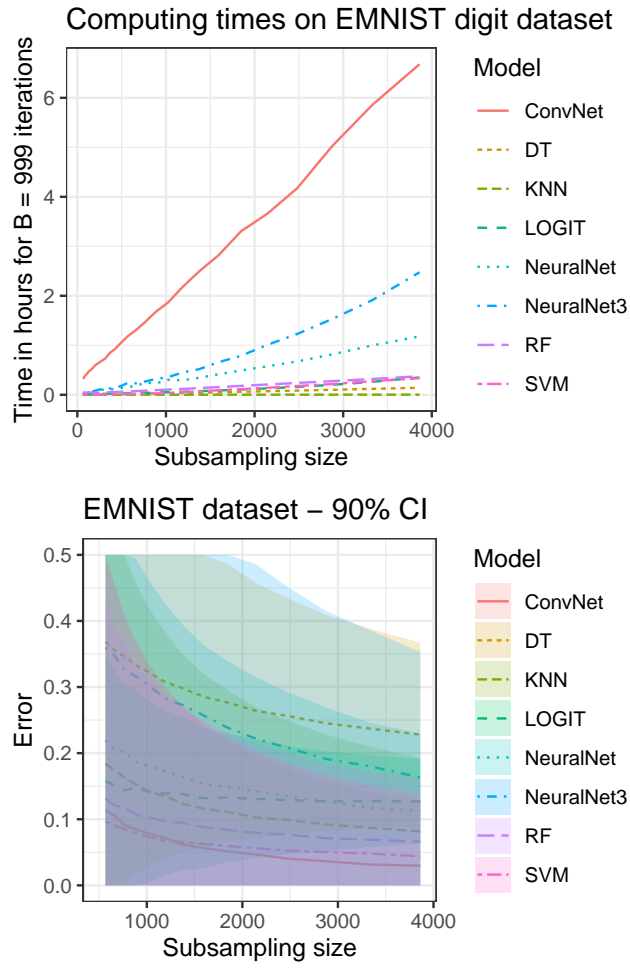 Computing times on EMNIST digit dataset
Time in hours for B = 999 iterations
6
4
2
0
0
1000
2000
3000
4000
Subsampling size
Model
ConvNet
DT
KNN
LOGIT
NeuralNet
NeuralNet3
RF
SVM
EMNIST dataset − 90% CI
Error
0.5
0.4
0.3
0.2
0.1
0.0
1000
2000
3000
4000
Subsampling size
Model
ConvNet
DT
KNN
LOGIT
NeuralNet
NeuralNet3
RF
SVM